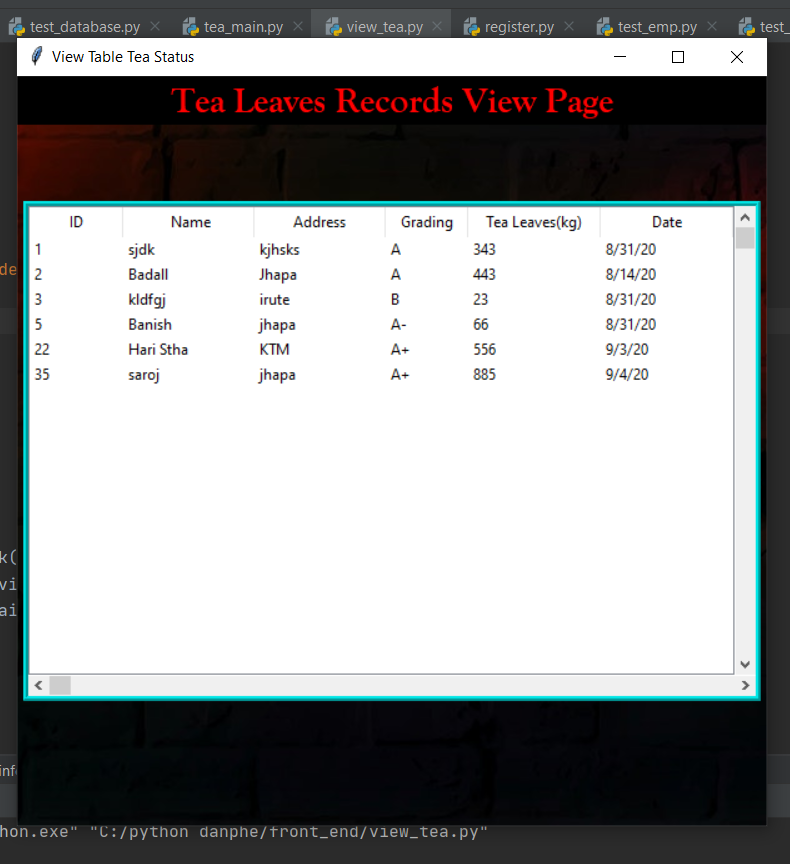 test_database.py tea_main.py view_tea.py register.py test_emp.py test_
View Table Tea Status
Tea Leaves Records View Page
ID Name Address Grading Tea Leaves(kg) Date
1 sjdk kjhsks A 343 8/31/20
2 Badall Jhapa A 443 8/14/20
3 kldfgj irute B 23 8/31/20
5 Banish jhapa A- 66 8/31/20
22 Hari Stha KTM A+ 556 9/3/20
35 saroj jhapa A+ 885 9/4/20
de
k(
vi
ai
inf
hon.exe" "C:/python danphe/front_end/view_tea.py"